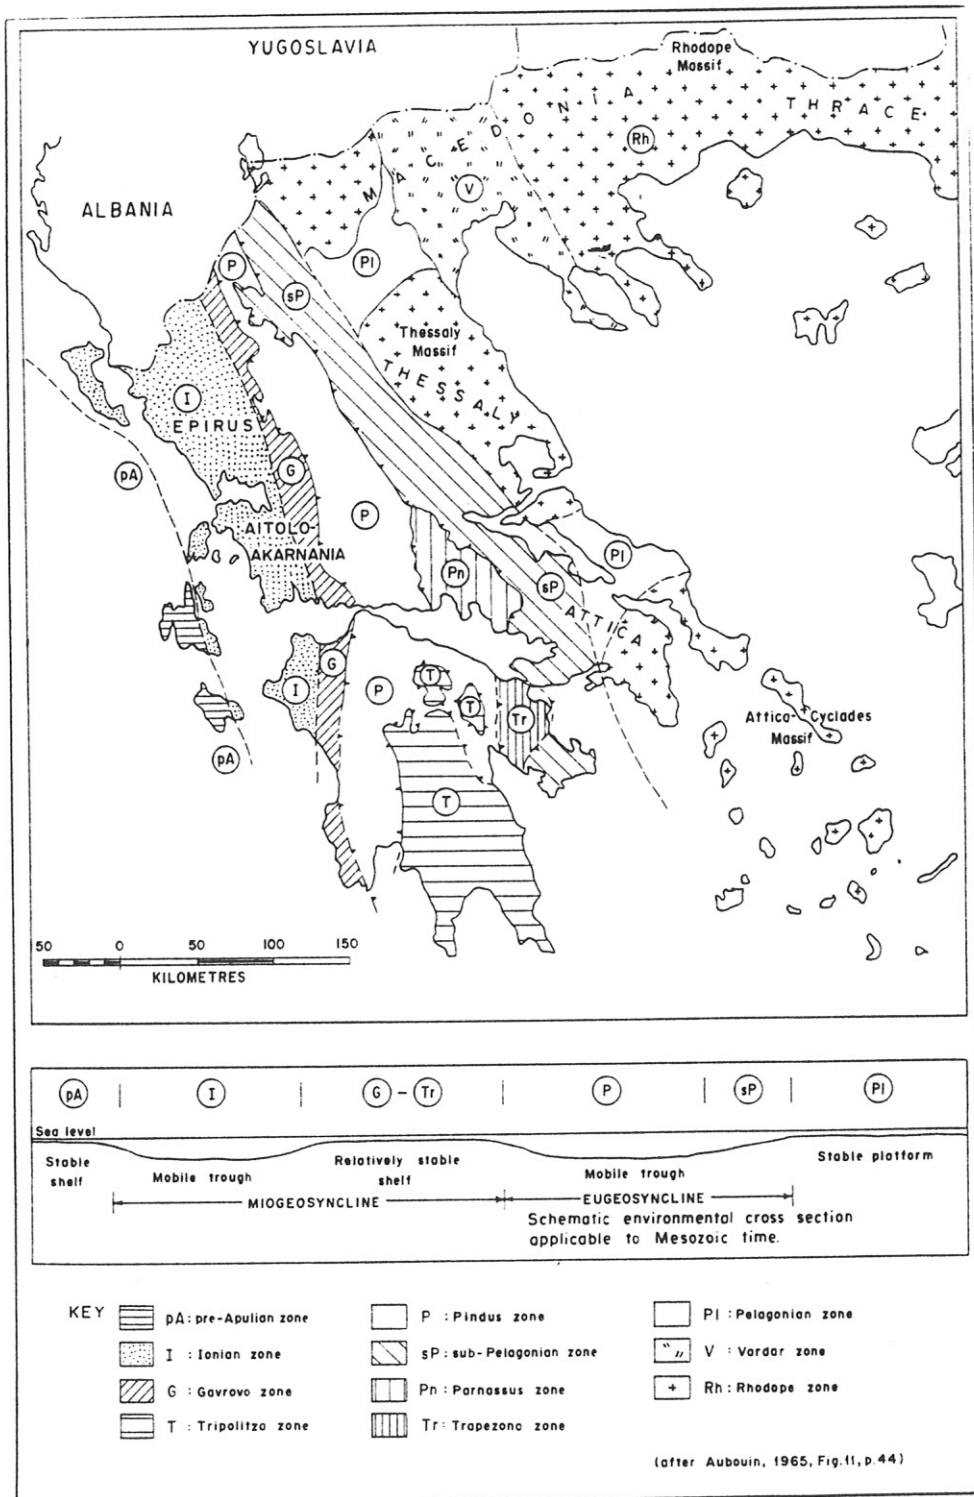 YUGOSLAVIA
Rhodope
Massif
MACEDONIA
THRACE
Rh
V
ALBANIA
P
Pl
sP
Thessaly
Massif
THESSALY
I
EPIRUS
pA
G
AITOLO-
AKARNANIA
P
Pn
Pl
sP
ATTICA
G
I
P
T
T
Tr
Attica-Cyclades
Massif
pA
T
50 0 50 100 150
KILOMETRES
pA | I | G - Tr | P | sP | Pl
Sea level
Stable
shelf
Mobile trough
Relatively stable
shelf
Mobile trough
Stable platform
MIOGEOSYNCLINE
EUGEOSYNCLINE
Schematic environmental cross section
applicable to Mesozoic time.
KEY
pA : pre-Apulian zone
I : Ionian zone
G : Gavrovo zone
T : Tripolitza zone
P : Pindus zone
sP : sub-Pelagonian zone
Pn : Parnassus zone
Tr : Trapezona zone
Pl : Pelagonian zone
V : Vardar zone
Rh : Rhodope zone
(after Aubouin, 1965, Fig. 11, p. 44)